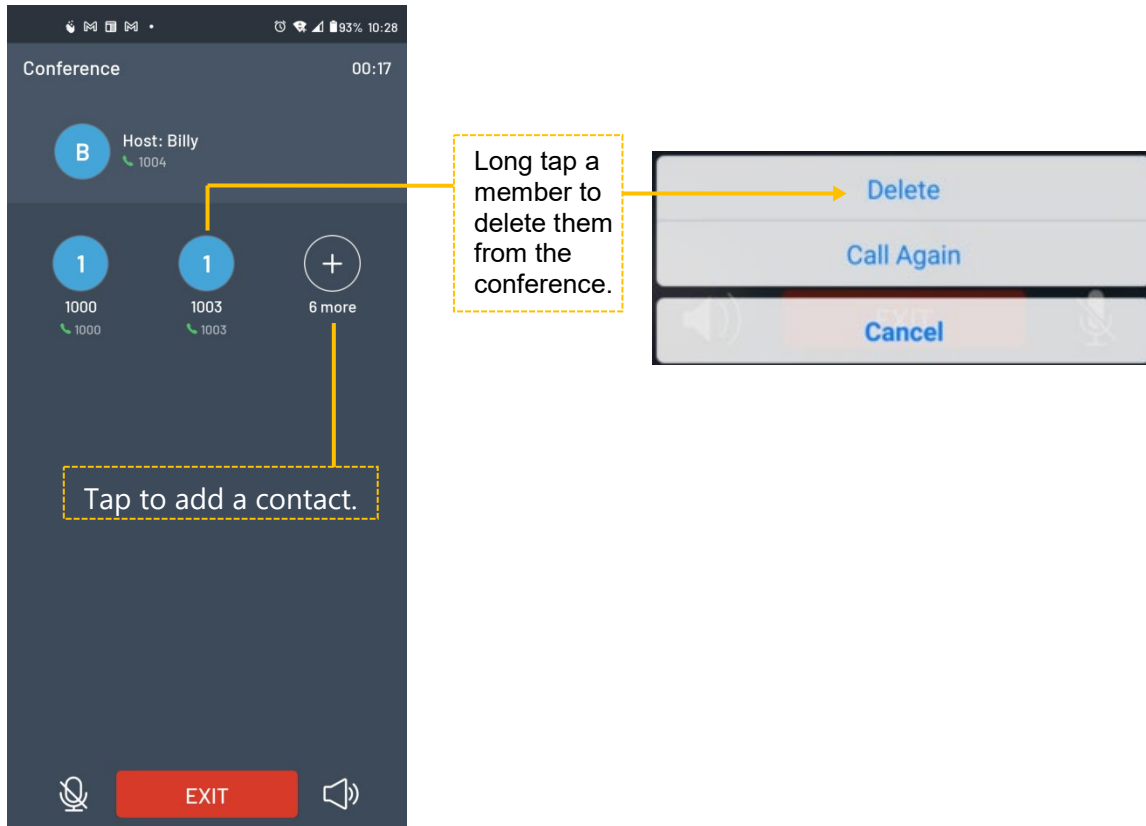 93% 10:28
Conference 00:17
B
Host: Billy
1004
1 1 +
1000 1003 6 more
1000 1003
Tap to add a contact.
EXIT
Long tap a
member to
delete them
from the
conference.
Delete
Call Again
Cancel